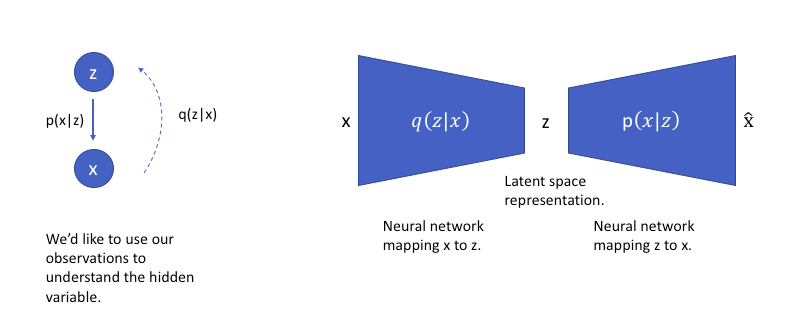 z
p(x|z)
q(z|x)
x
We'd like to use our
observations to
understand the hidden
variable.
x
q(z|x)
z
p(x|z)
x̂
Latent space
representation.
Neural network
mapping x to z.
Neural network
mapping z to x.